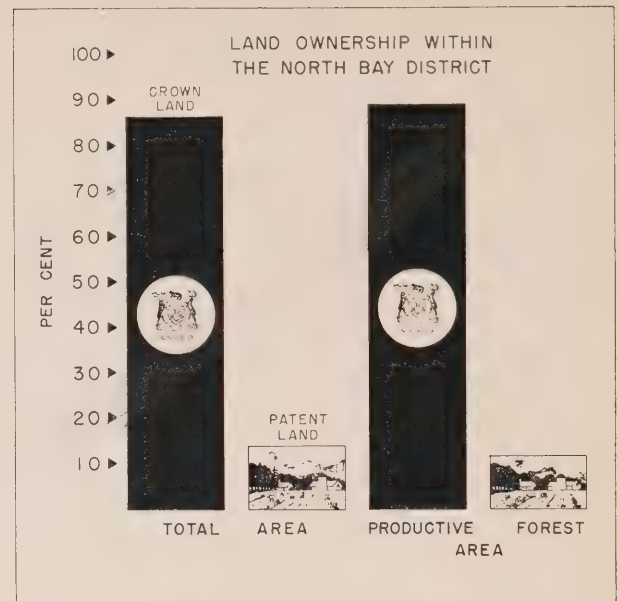 LAND OWNERSHIP WITHIN
THE NORTH BAY DISTRICT
PER CENT
100
90
80
70
60
50
40
30
20
10
CROWN
LAND
PATENT
LAND
TOTAL AREA
PRODUCTIVE FOREST
AREA